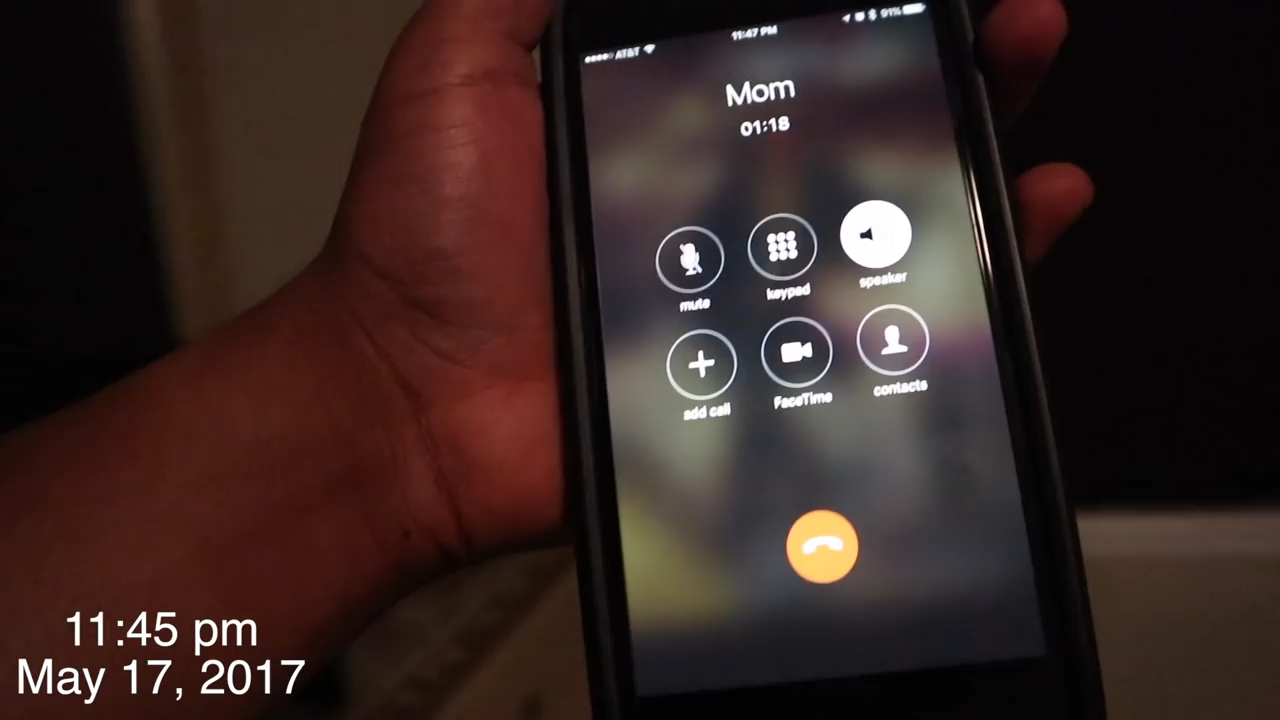 AT&T 11:47 PM 91%
Mom
01:18
mute keypad speaker
add call FaceTime contacts
11:45 pm
May 17, 2017